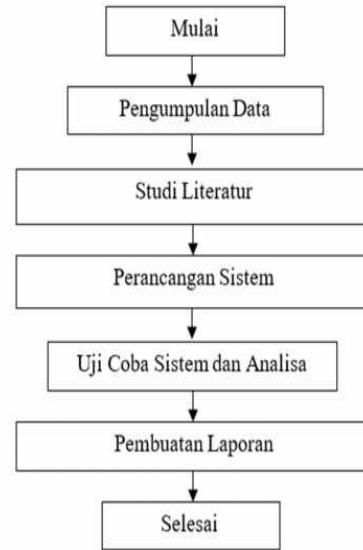 Mulai
Pengumpulan Data
Studi Literatur
Perancangan Sistem
Uji Coba Sistem dan Analisa
Pembuatan Laporan
Selesai